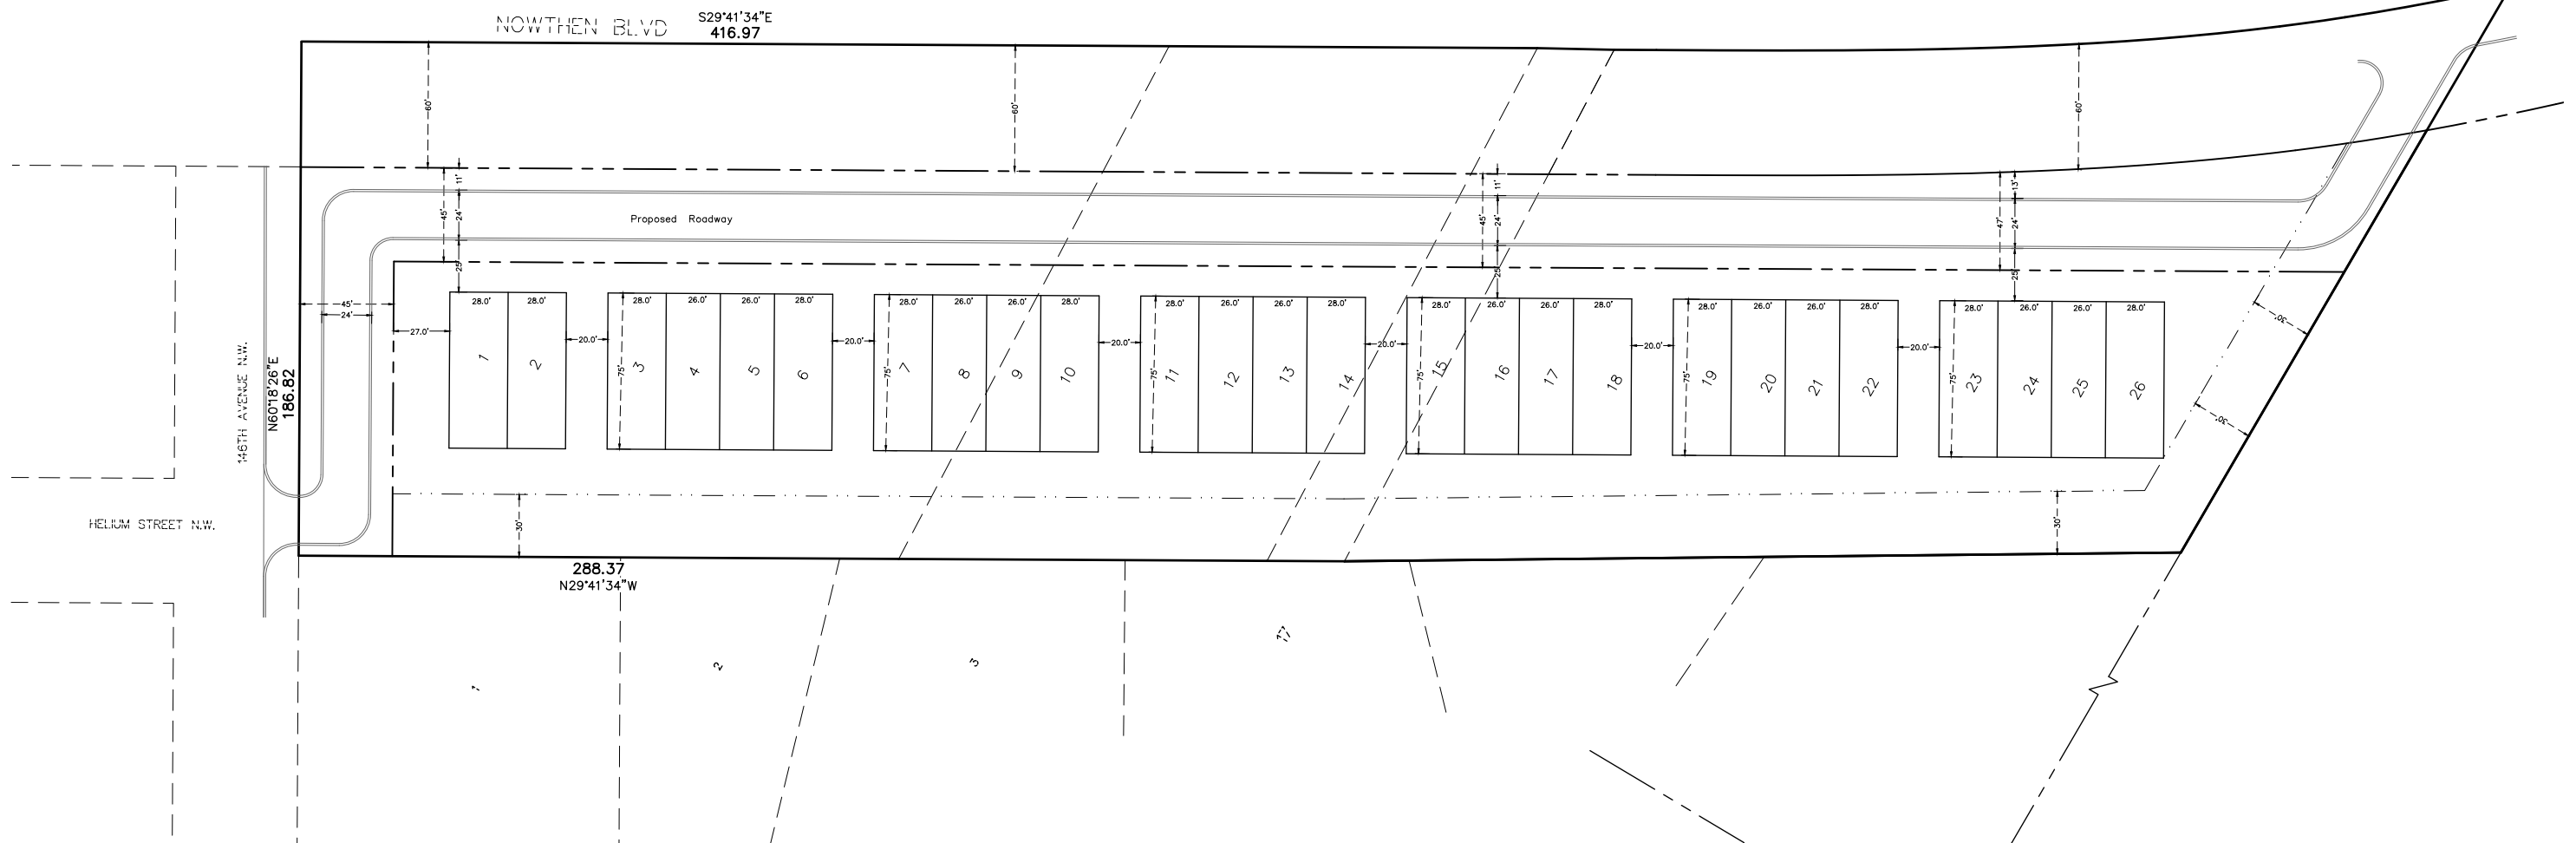 NOWTHEN BLVD
S29°41'34"E
416.97
60'
60'
60'
11'
45'
24'
25'
Proposed Roadway
11'
45'
24'
25'
13'
47'
24'
25'
45'
24'
27.0'
28.0' 28.0'
20.0'
28.0' 26.0' 26.0' 28.0'
20.0'
28.0' 26.0' 26.0' 28.0'
20.0'
28.0' 26.0' 26.0' 28.0'
20.0'
28.0' 26.0' 26.0' 28.0'
20.0'
28.0' 26.0' 26.0' 28.0'
20.0'
28.0' 26.0' 26.0' 28.0'
30'
30'
75' 75' 75' 75' 75' 75'
1 2 3 4 5 6 7 8 9 10 11 12 13 14 15 16 17 18 19 20 21 22 23 24 25 26
146TH AVENUE N.W.
N60°18'26"E
186.82
HELIUM STREET N.W.
30'
30'
288.37
N29°41'34"W
1
2
3
17